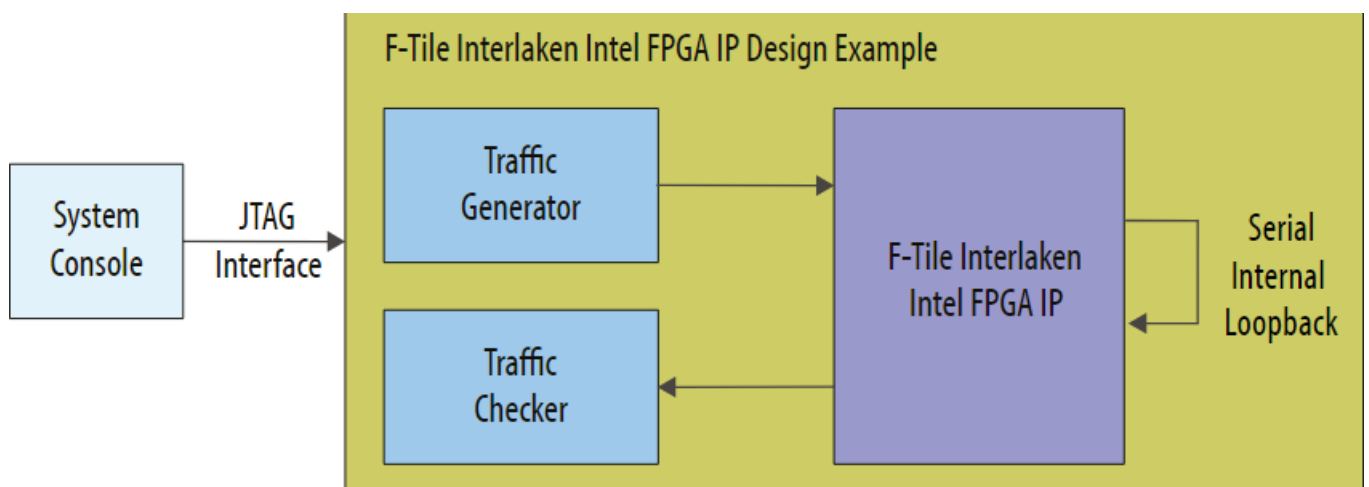 F-Tile Interlaken Intel FPGA IP Design Example
System
Console
JTAG
Interface
Traffic
Generator
Traffic
Checker
F-Tile Interlaken
Intel FPGA IP
Serial
Internal
Loopback